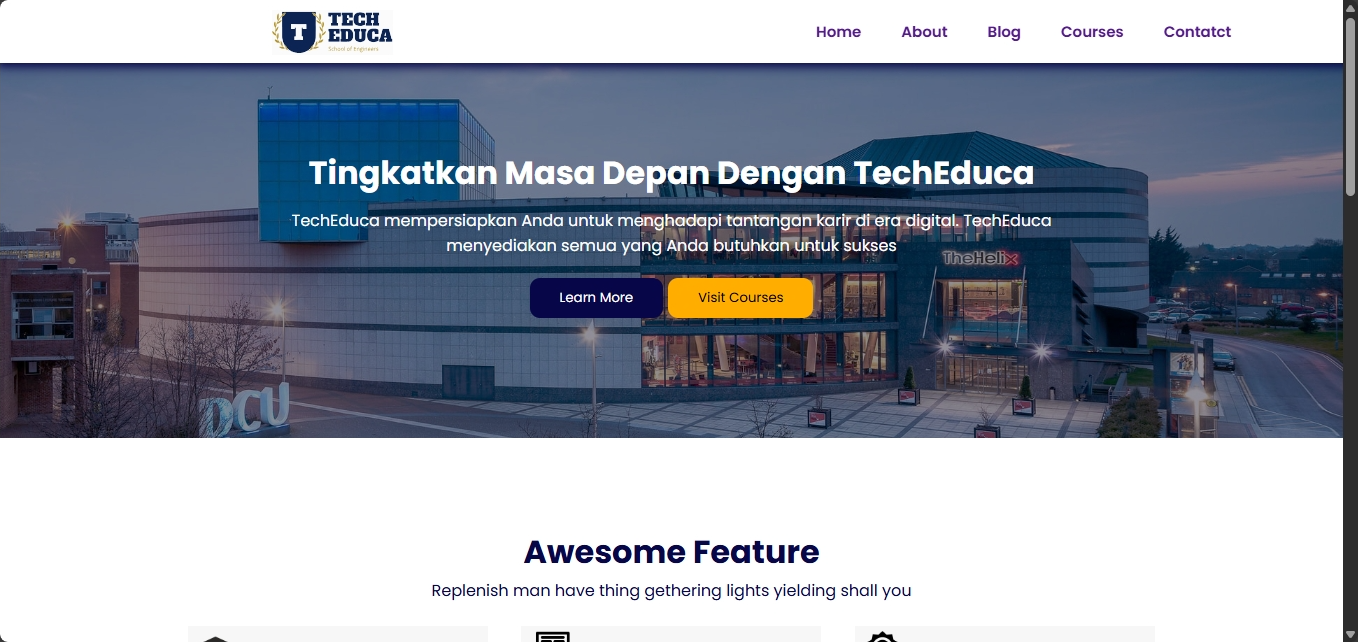 TECH
EDUCA
School of Engineers
Home About Blog Courses Contatct
Tingkatkan Masa Depan Dengan TechEduca
TechEduca mempersiapkan Anda untuk menghadapi tantangan karir di era digital. TechEduca
menyediakan semua yang Anda butuhkan untuk sukses
TheHelix
Learn More Visit Courses
DCU
Awesome Feature
Replenish man have thing gethering lights yielding shall you